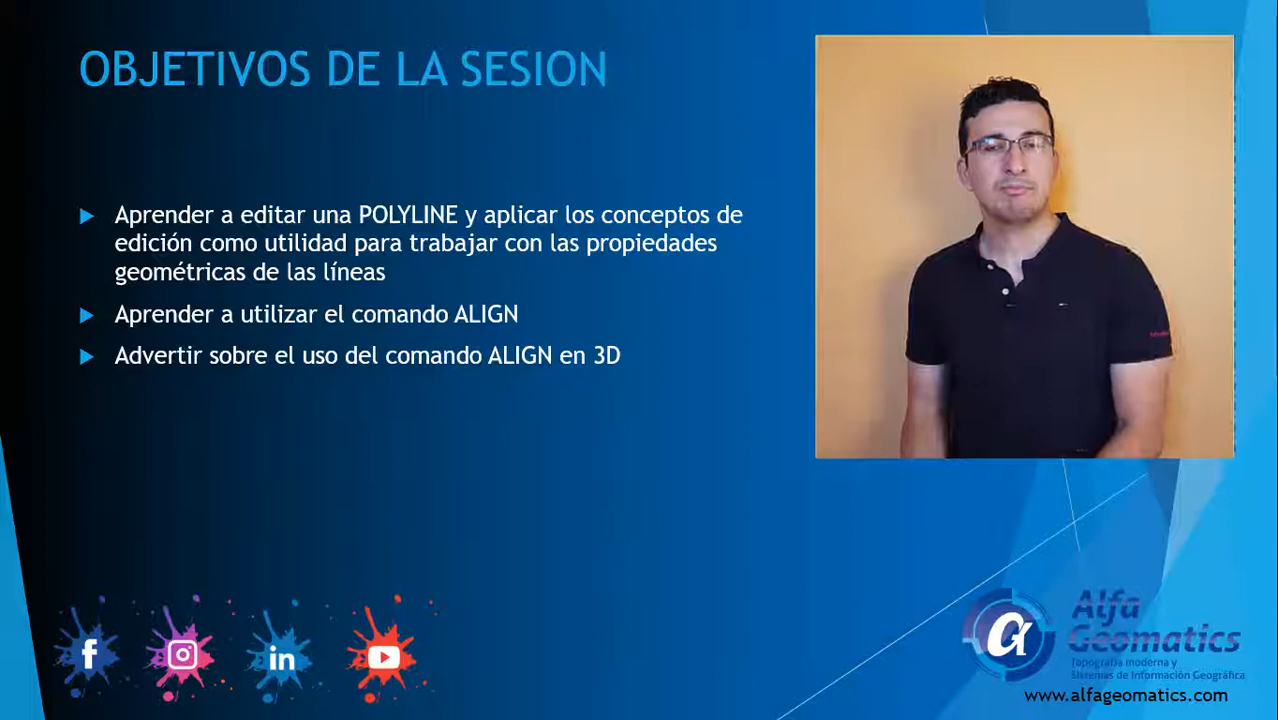 OBJETIVOS DE LA SESION
Aprender a editar una POLYLINE y aplicar los conceptos de
edición como utilidad para trabajar con las propiedades
geométricas de las líneas
Aprender a utilizar el comando ALIGN
Advertir sobre el uso del comando ALIGN en 3D
Alfa
Geomatics
Topografía moderna y
Sistemas de Información Geográfica
www.alfageomatics.com